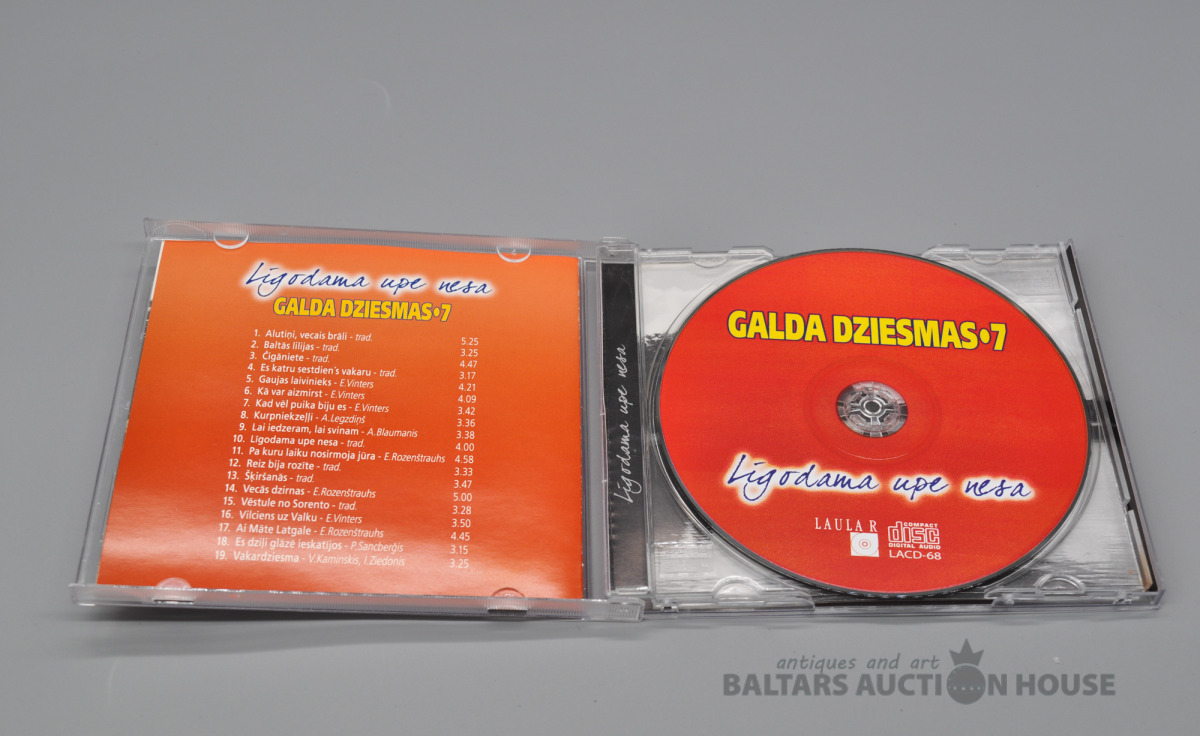 Līgodama upe nesa
GALDA DZIESMAS•7
1. Alutiņi, vecais brāli - trad. 5.25
2. Baltās lilijas - trad. 3.25
3. Čigāniete - trad. 4.47
4. Es katru sestdien's vakaru - trad. 3.17
5. Gaujas laivinieks - E.Vinters 4.21
6. Kā var aizmirst - E.Vinters 4.09
7. Kad vēl puika biju es - E.Vinters 3.42
8. Kurpniekzeļļi - A.Legzdiņš 3.36
9. Lai iedzeram, lai svinam - A.Blaumanis 3.38
10. Līgodama upe nesa - trad. 4.00
11. Pa kuru laiku nosirmoja jūra - E.Rozenštrauhs 4.58
12. Reiz bija rozīte - trad. 3.33
13. Šķiršanās - trad. 3.47
14. Vecās dzirnas - E.Rozenštrauhs 5.00
15. Vēstule no Sorento - trad. 3.28
16. Vilciens uz Valku - E.Vinters 3.50
17. Ai Māte Latgale - E.Rozenštrauhs 4.45
18. Es dziļi glāzē ieskatījos - P.Sancberģis 3.15
19. Vakardziesma - V.Kaminskis, I.Ziedonis 3.25
Līgodama upe nesa
GALDA DZIESMAS•7
Līgodama upe nesa
LAULA R
COMPACT
disc
DIGITAL AUDIO
LACD-68
antiques and art
BALTARS AUCTION HOUSE